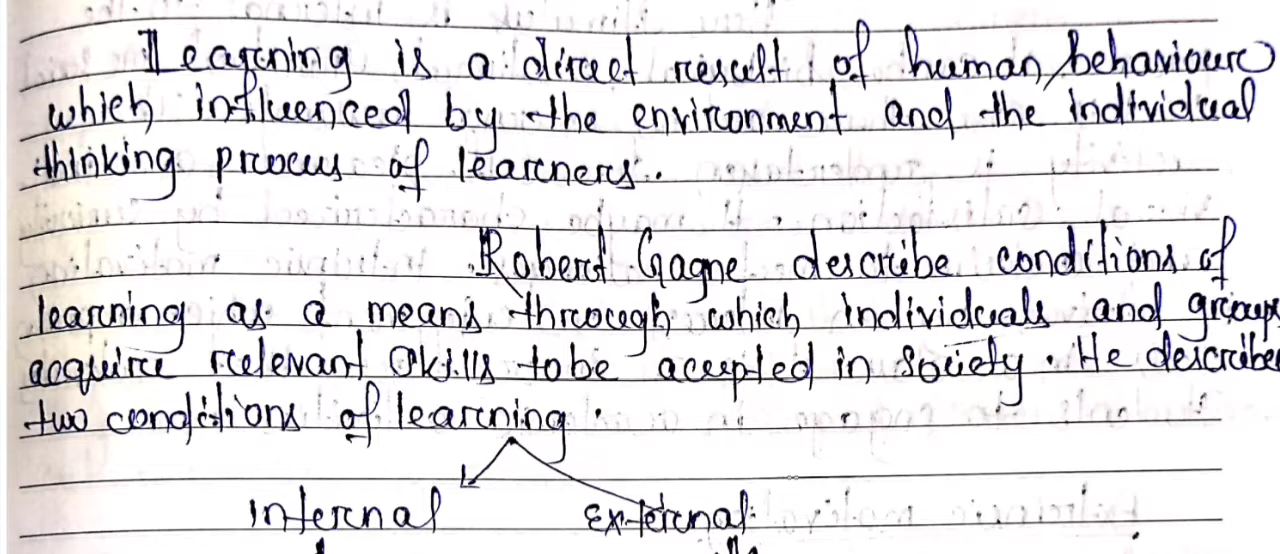 Learning is a direct result of human behaviour
which influenced by the environment and the individual
thinking process of learners.
Robert Gagne describe conditions of
learning as a means through which individuals and groups
acquire relevant skills to be accepted in society. He describe
two conditions of learning.
Internal External